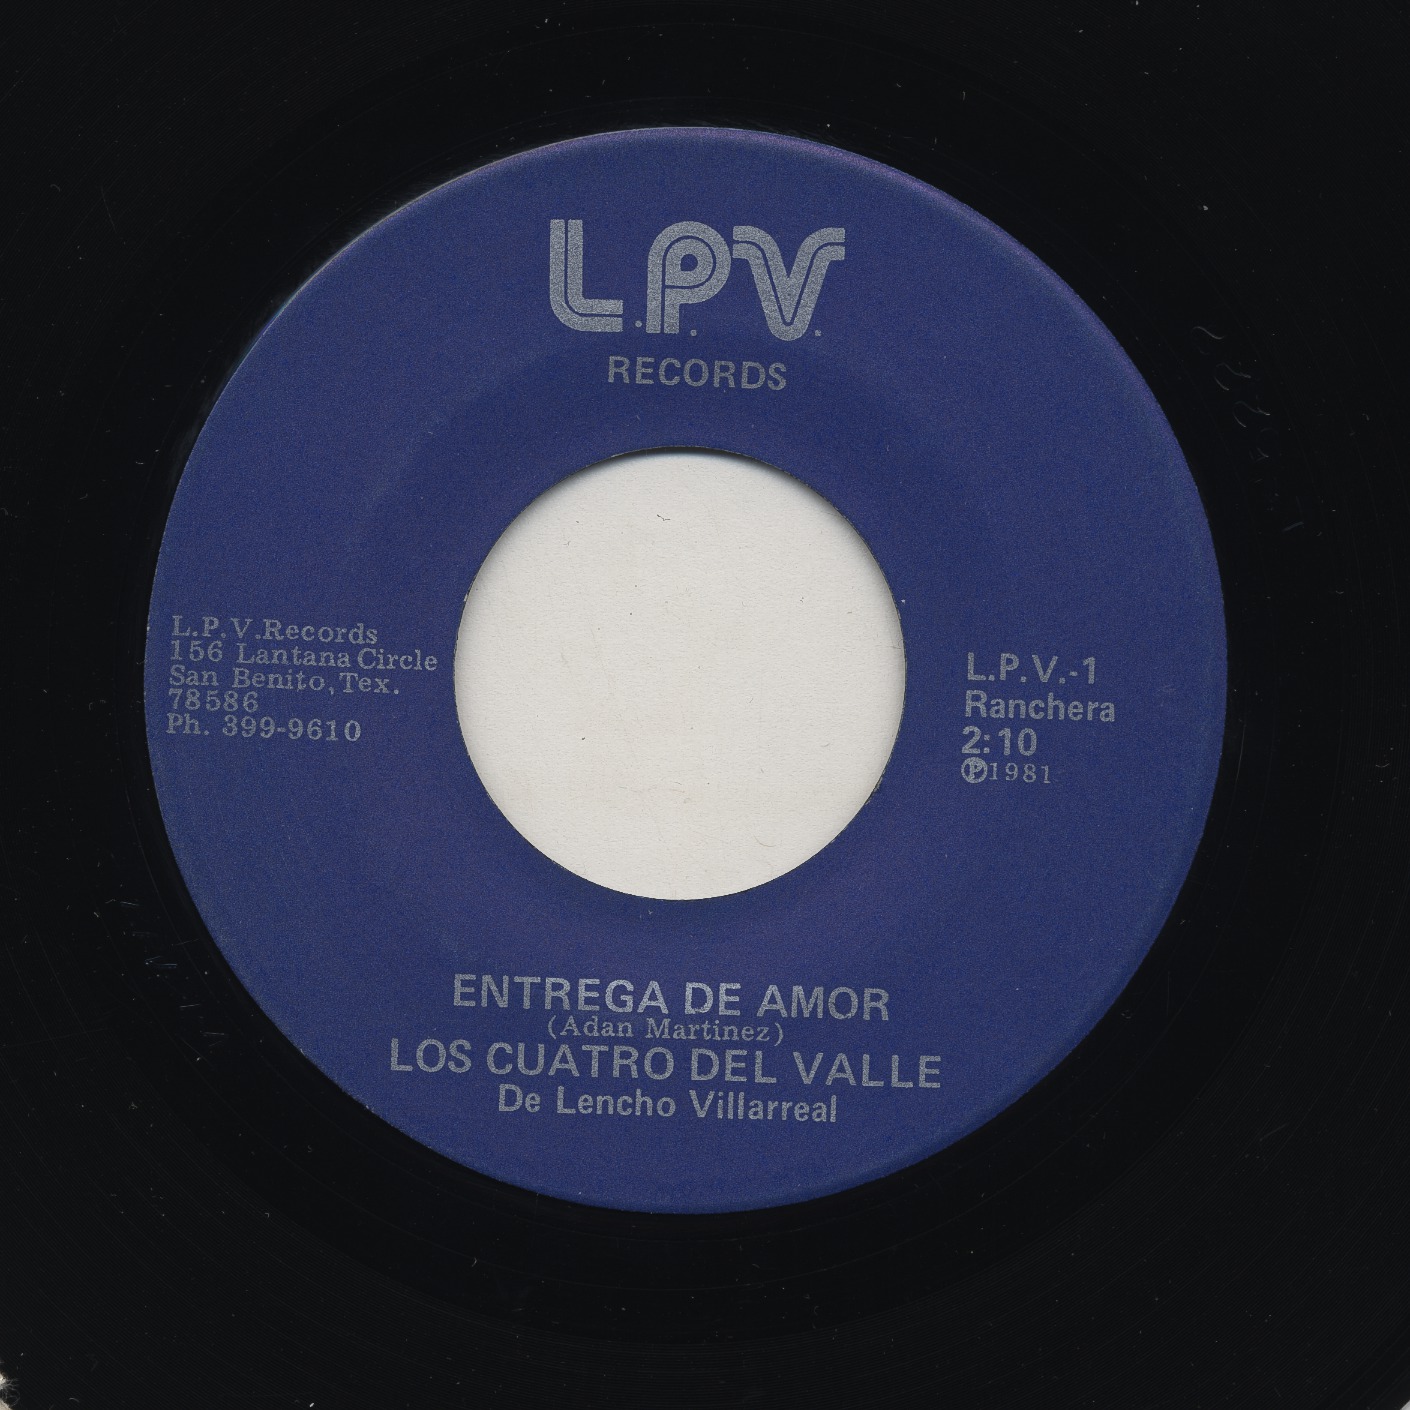 L.P.V.
RECORDS
L.P.V.Records
156 Lantana Circle
San Benito, Tex.
78586
Ph. 399-9610
L.P.V.-1
Ranchera
2:10
Ⓟ1981
ENTREGA DE AMOR
(Adan Martinez)
LOS CUATRO DEL VALLE
De Lencho Villarreal